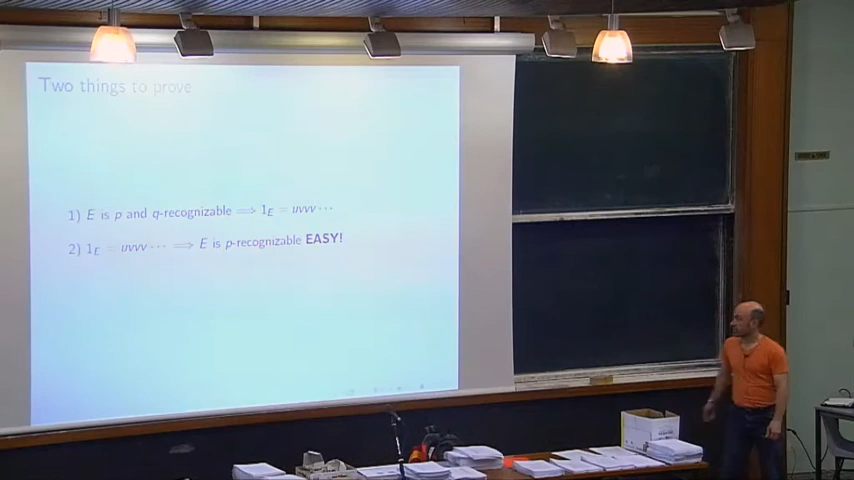 Two things to prove
1) E is p and q-recognizable ⟹ 1_E = uvvv⋯
2) 1_E = uvvv⋯ ⟹ E is p-recognizable EASY!